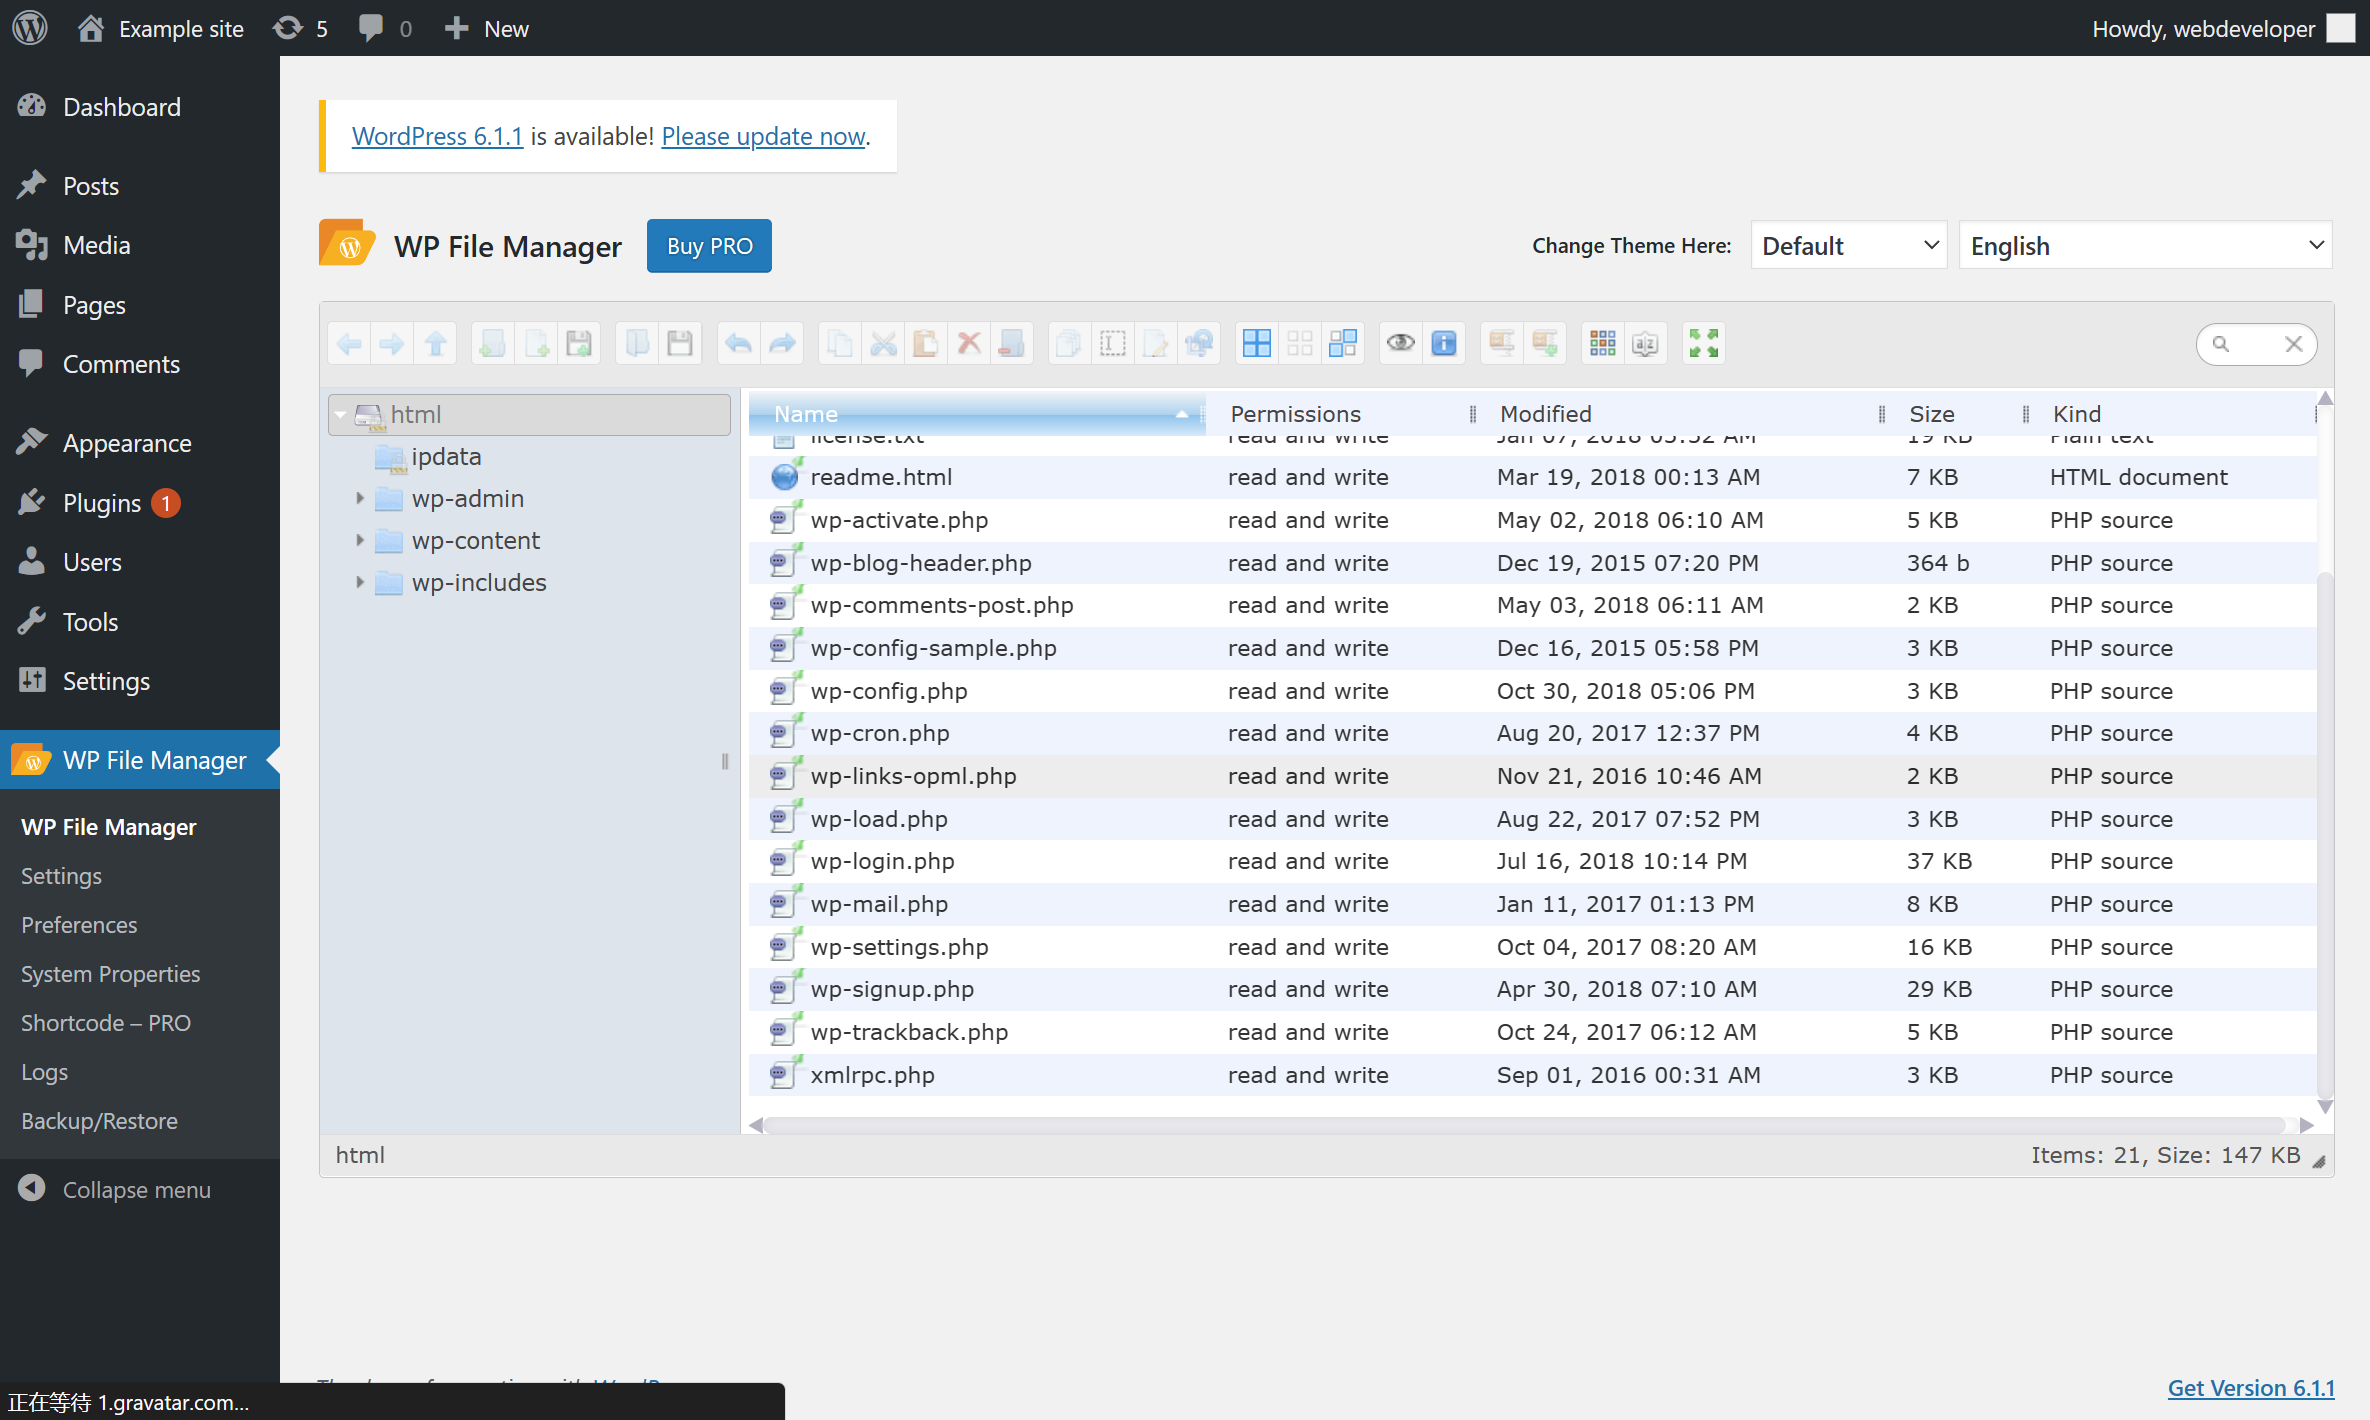 Example site 5 0 New Howdy, webdeveloper
Dashboard
Posts
Media
Pages
Comments
Appearance
Plugins 1
Users
Tools
Settings
WP File Manager
WP File Manager
Settings
Preferences
System Properties
Shortcode – PRO
Logs
Backup/Restore
Collapse menu
WordPress 6.1.1 is available! Please update now.
WP File Manager Buy PRO Change Theme Here: Default English
html
ipdata
wp-admin
wp-content
wp-includes
Name Permissions Modified Size Kind
license.txt read and write Jan 07, 2018 03:32 AM 19 KB Plain text
readme.html read and write Mar 19, 2018 00:13 AM 7 KB HTML document
wp-activate.php read and write May 02, 2018 06:10 AM 5 KB PHP source
wp-blog-header.php read and write Dec 19, 2015 07:20 PM 364 b PHP source
wp-comments-post.php read and write May 03, 2018 06:11 AM 2 KB PHP source
wp-config-sample.php read and write Dec 16, 2015 05:58 PM 3 KB PHP source
wp-config.php read and write Oct 30, 2018 05:06 PM 3 KB PHP source
wp-cron.php read and write Aug 20, 2017 12:37 PM 4 KB PHP source
wp-links-opml.php read and write Nov 21, 2016 10:46 AM 2 KB PHP source
wp-load.php read and write Aug 22, 2017 07:52 PM 3 KB PHP source
wp-login.php read and write Jul 16, 2018 10:14 PM 37 KB PHP source
wp-mail.php read and write Jan 11, 2017 01:13 PM 8 KB PHP source
wp-settings.php read and write Oct 04, 2017 08:20 AM 16 KB PHP source
wp-signup.php read and write Apr 30, 2018 07:10 AM 29 KB PHP source
wp-trackback.php read and write Oct 24, 2017 06:12 AM 5 KB PHP source
xmlrpc.php read and write Sep 01, 2016 00:31 AM 3 KB PHP source
html Items: 21, Size: 147 KB
Get Version 6.1.1
正在等待 1.gravatar.com...